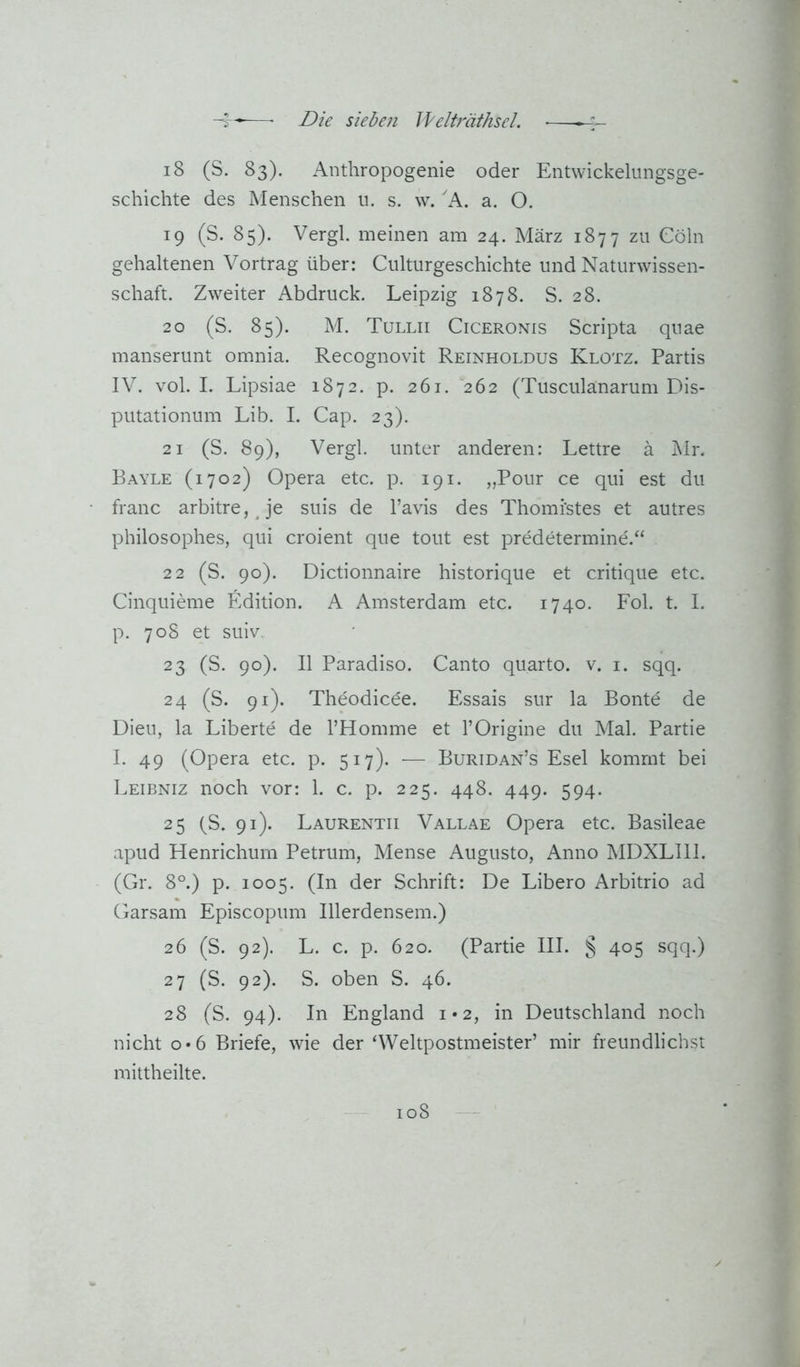 Die sieben Welträthsel.
18 (S. 83). Anthropogenie oder Entwickelungsge-
schichte des Menschen u. s. w. A. a. O.
19 (S. 85). Vergl. meinen am 24. März 1877 zu Cöln
gehaltenen Vortrag über: Culturgeschichte und Naturwissen-
schaft. Zweiter Abdruck. Leipzig 1878. S. 28.
20 (S. 85). M. Tullii Ciceronis Scripta quae
manserunt omnia. Recognovit Reinholdus Klotz. Partis
IV. vol. I. Lipsiae 1872. p. 261. 262 (Tusculanarum Dis-
putationum Lib. I. Cap. 23).
21 (S. 89), Vergl. unter anderen: Lettre à Mr.
Bayle (1702) Opera etc. p. 191. „Pour ce qui est du
franc arbitre, je suis de l'avis des Thomistes et autres
philosophes, qui croient que tout est prédéterminé.“
22 (S. 90). Dictionnaire historique et critique etc.
Cinquième Édition. A Amsterdam etc. 1740. Fol. t. I.
p. 708 et suiv.
23 (S. 90). Il Paradiso. Canto quarto. v. 1. sqq.
24 (S. 91). Théodicée. Essais sur la Bonté de
Dieu, la Liberté de l'Homme et l'Origine du Mal. Partie
I. 49 (Opera etc. p. 517). — Buridan's Esel kommt bei
Leibniz noch vor: l. c. p. 225. 448. 449. 594.
25 (S. 91). Laurentii Vallae Opera etc. Basileae
apud Henrichum Petrum, Mense Augusto, Anno MDXLIII.
(Gr. 8°.) p. 1005. (In der Schrift: De Libero Arbitrio ad
Garsam Episcopum Illerdensem.)
26 (S. 92). L. c. p. 620. (Partie III. § 405 sqq.)
27 (S. 92). S. oben S. 46.
28 (S. 94). In England 1·2, in Deutschland noch
nicht 0·6 Briefe, wie der ‘Weltpostmeister’ mir freundlichst
mittheilte.
108